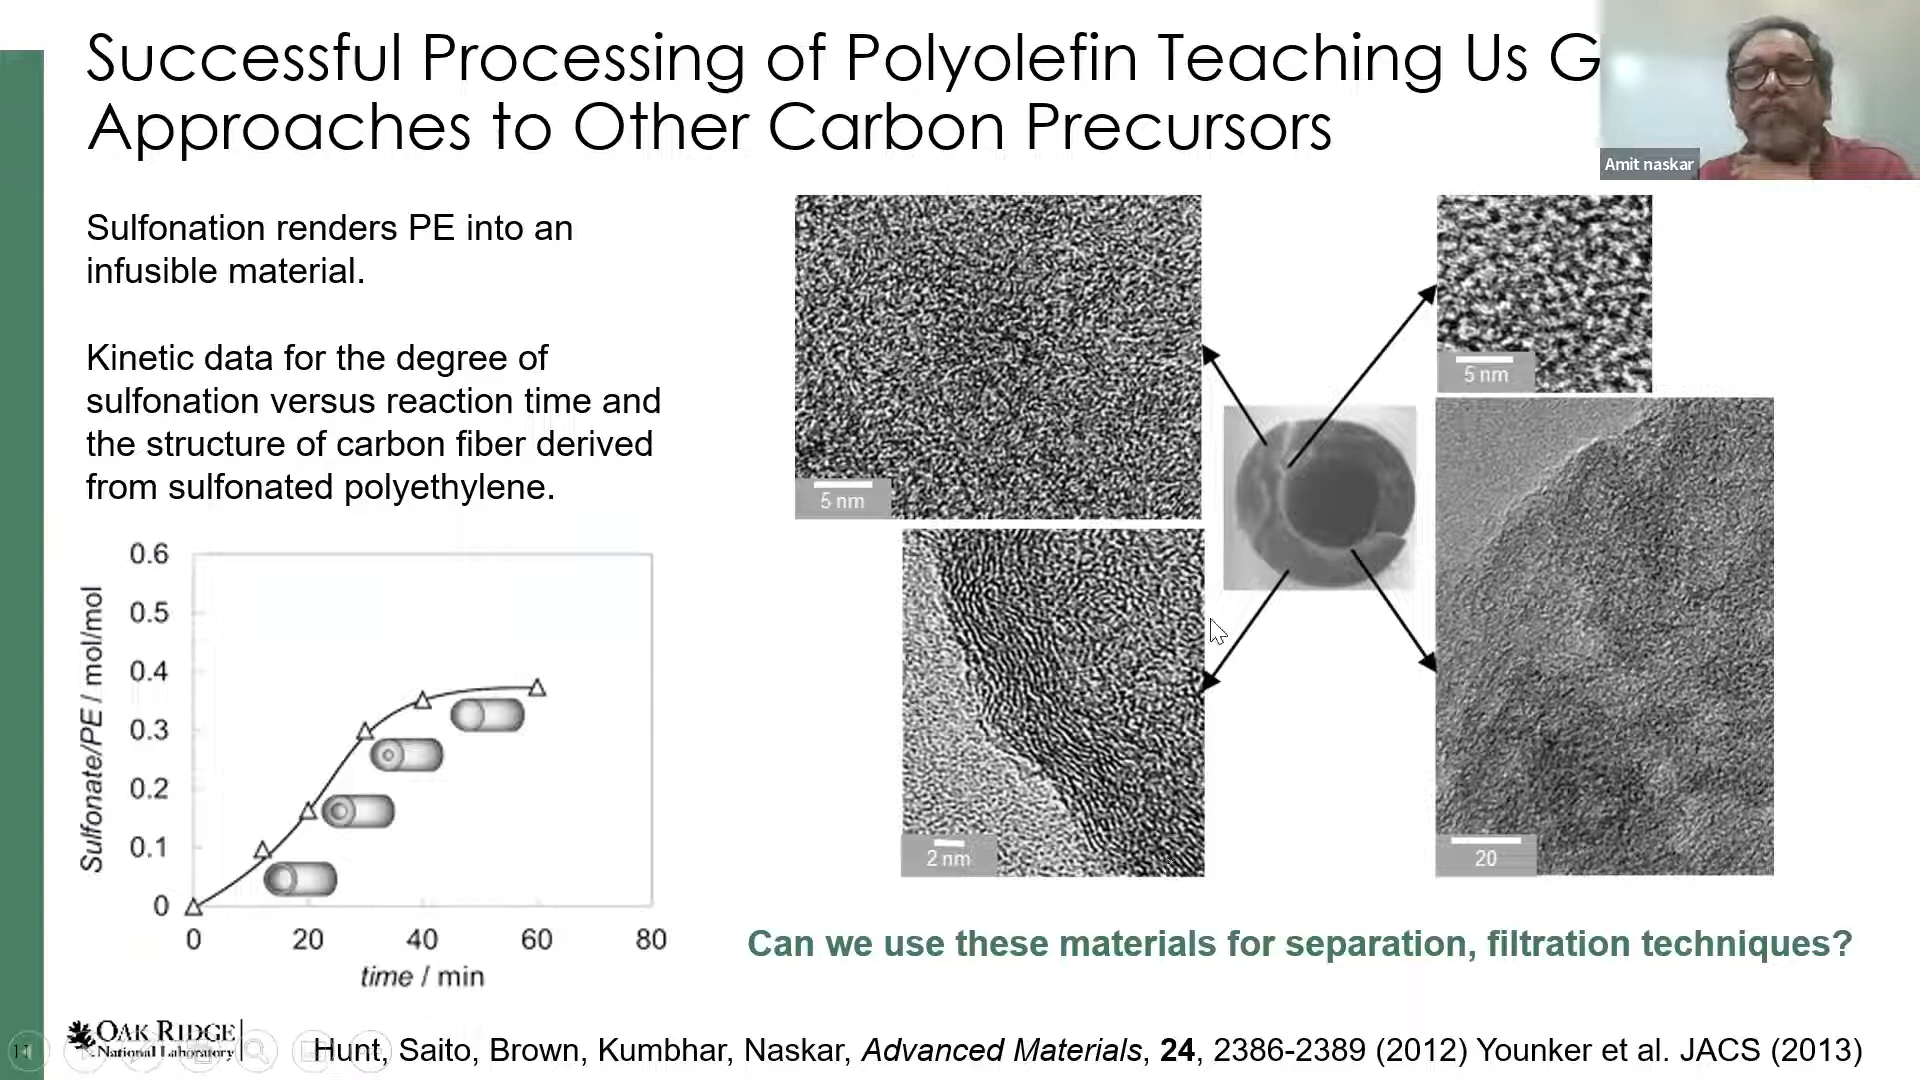 Successful Processing of Polyolefin Teaching Us G
Approaches to Other Carbon Precursors
Amit naskar
Sulfonation renders PE into an
infusible material.
Kinetic data for the degree of
sulfonation versus reaction time and
the structure of carbon fiber derived
from sulfonated polyethylene.
5 nm
5 nm
2 nm
20
0.6
0.5
0.4
0.3
0.2
0.1
0
Sulfonate/PE / mol/mol
0 20 40 60 80
time / min
Can we use these materials for separation, filtration techniques?
OAK RIDGE
National Laboratory
Hunt, Saito, Brown, Kumbhar, Naskar, Advanced Materials, 24, 2386-2389 (2012) Younker et al. JACS (2013)